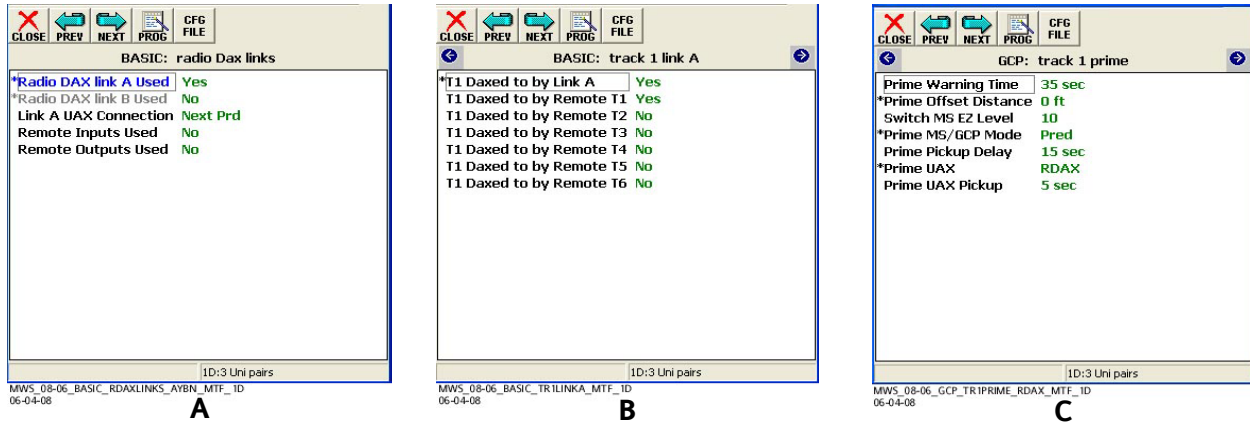 CLOSE PREV NEXT PROG CFG FILE
BASIC: radio Dax links
*Radio DAX link A Used Yes
*Radio DAX link B Used No
Link A UAX Connection Next Prd
Remote Inputs Used No
Remote Outputs Used No
1D:3 Uni pairs
MWS_08-06_BASIC_RDAXLINKS_AYBN_MTF_1D
06-04-08
A
CLOSE PREV NEXT PROG CFG FILE
BASIC: track 1 link A
*T1 Daxed to by Link A Yes
T1 Daxed to by Remote T1 Yes
T1 Daxed to by Remote T2 No
T1 Daxed to by Remote T3 No
T1 Daxed to by Remote T4 No
T1 Daxed to by Remote T5 No
T1 Daxed to by Remote T6 No
1D:3 Uni pairs
MWS_08-06_BASIC_TR1LINKA_MTF_1D
06-04-08
B
CLOSE PREV NEXT PROG CFG FILE
GCP: track 1 prime
Prime Warning Time 35 sec
*Prime Offset Distance 0 ft
Switch MS EZ Level 10
*Prime MS/GCP Mode Pred
Prime Pickup Delay 15 sec
*Prime UAX RDAX
Prime UAX Pickup 5 sec
1D:3 Uni pairs
MWS_08-06_GCP_TR1PRIME_RDAX_MTF_1D
06-04-08
C